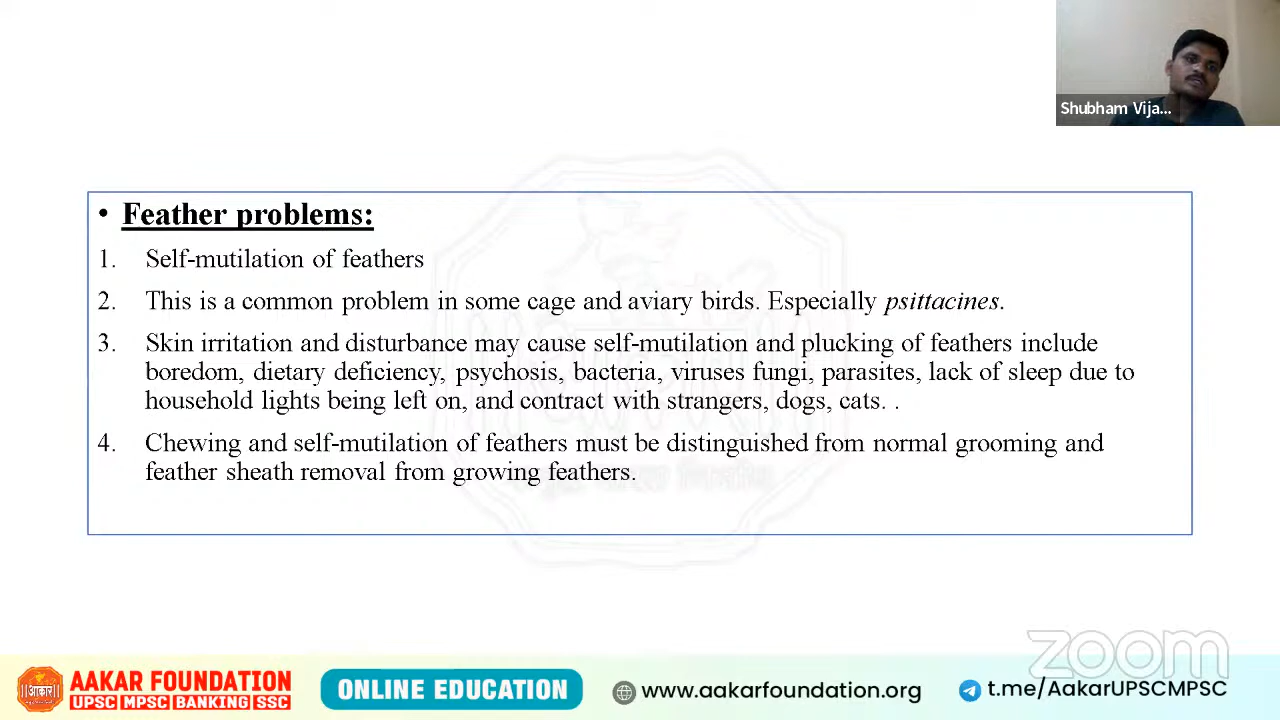 Shubham Vija...
• Feather problems:
1. Self-mutilation of feathers
2. This is a common problem in some cage and aviary birds. Especially psittacines.
3. Skin irritation and disturbance may cause self-mutilation and plucking of feathers include
boredom, dietary deficiency, psychosis, bacteria, viruses fungi, parasites, lack of sleep due to
household lights being left on, and contract with strangers, dogs, cats. .
4. Chewing and self-mutilation of feathers must be distinguished from normal grooming and
feather sheath removal from growing feathers.
zoom
आकार
AAKAR FOUNDATION
UPSC MPSC BANKING SSC
ONLINE EDUCATION
www.aakarfoundation.org
t.me/AakarUPSCMPSC